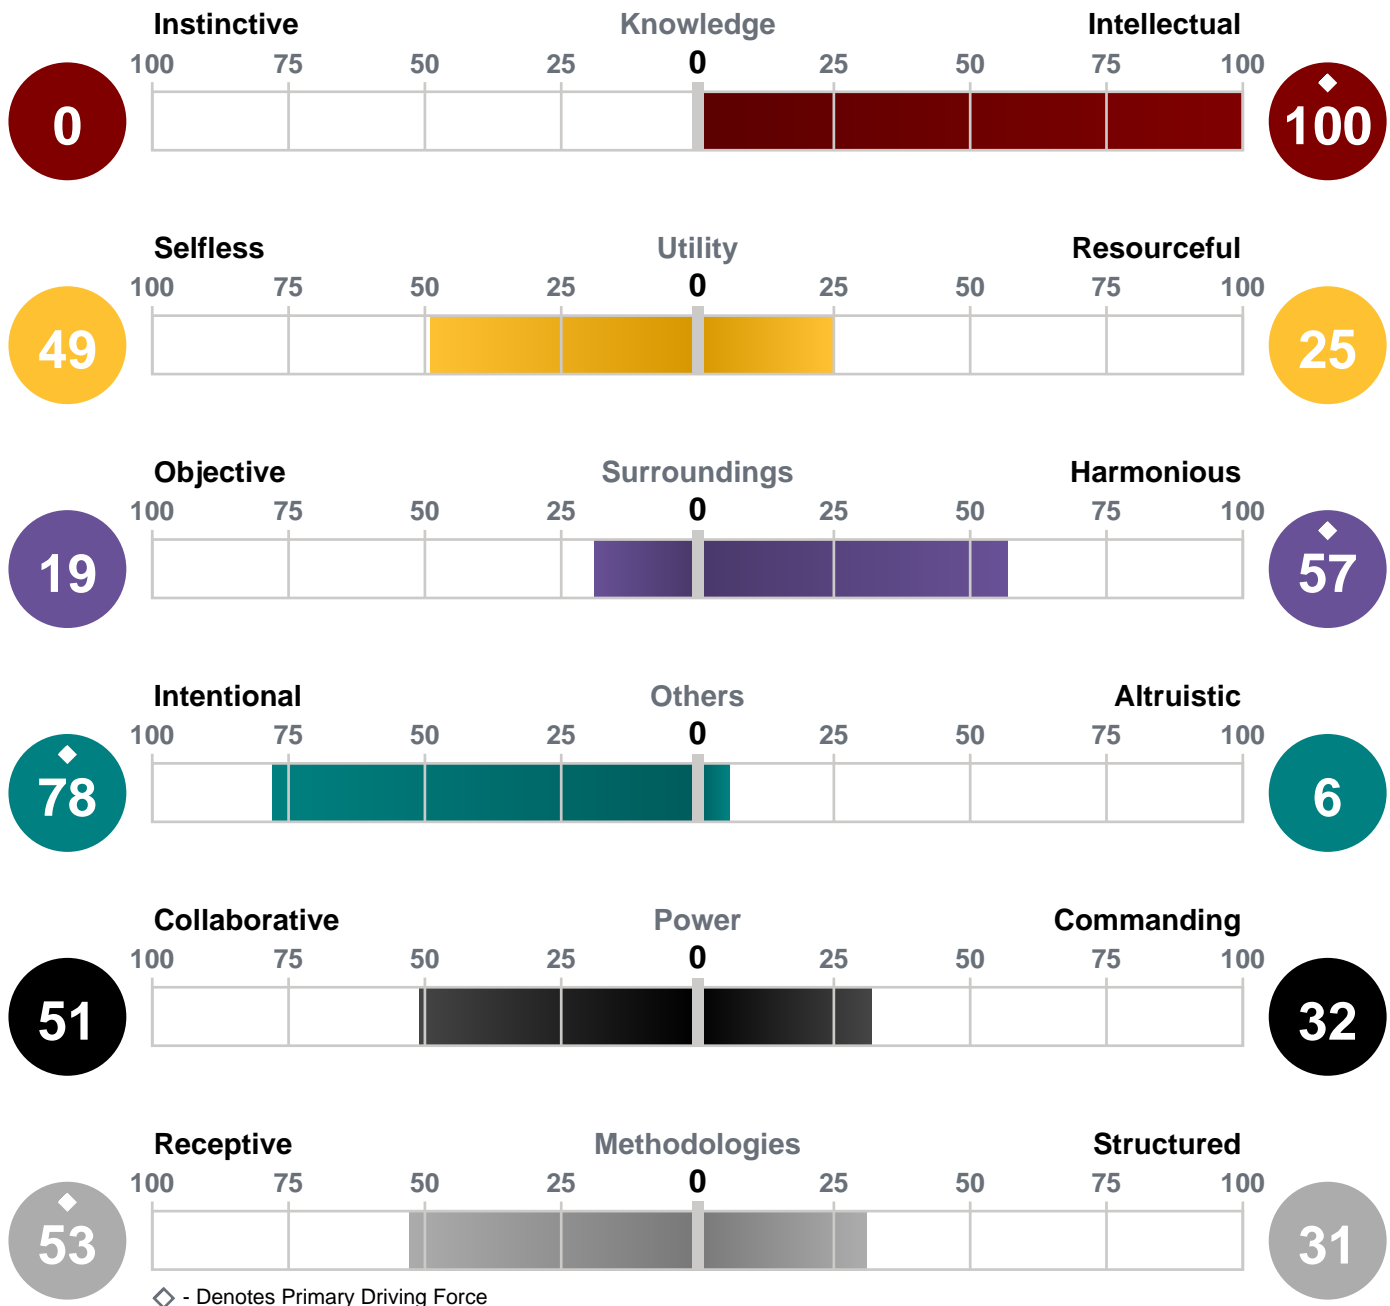 Instinctive Knowledge Intellectual
100 75 50 25 0 25 50 75 100
0 100
Selfless Utility Resourceful
100 75 50 25 0 25 50 75 100
49 25
Objective Surroundings Harmonious
100 75 50 25 0 25 50 75 100
19 57
Intentional Others Altruistic
100 75 50 25 0 25 50 75 100
78 6
Collaborative Power Commanding
100 75 50 25 0 25 50 75 100
51 32
Receptive Methodologies Structured
100 75 50 25 0 25 50 75 100
53 31
- Denotes Primary Driving Force